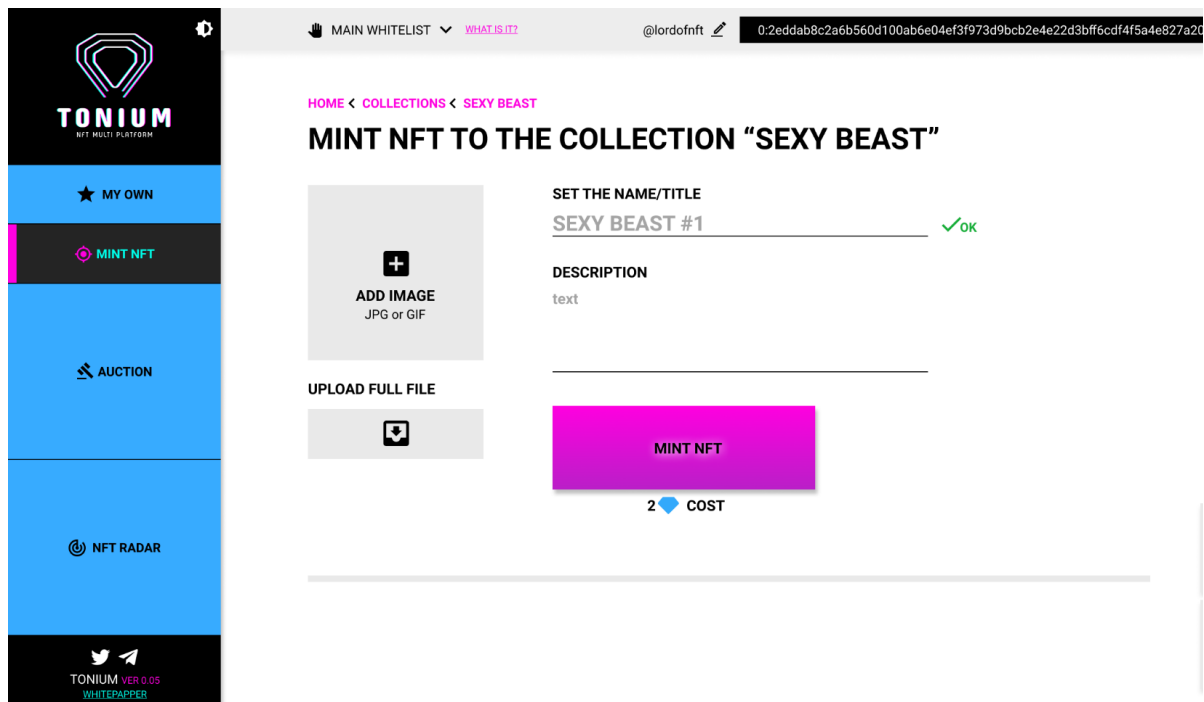 MAIN WHITELIST WHAT IS IT? @lordofnft 0:2eddab8c2a6b560d100ab6e04ef3f973d9bcb2e4e22d3bff6cdf4f5a4e827a20
TONIUM
NFT MULTI PLATFORM
MY OWN
MINT NFT
AUCTION
NFT RADAR
TONIUM VER 0.05
WHITEPAPPER
HOME < COLLECTIONS < SEXY BEAST
MINT NFT TO THE COLLECTION “SEXY BEAST”
ADD IMAGE
JPG or GIF
UPLOAD FULL FILE
SET THE NAME/TITLE
SEXY BEAST #1 OK
DESCRIPTION
text
MINT NFT
2 COST